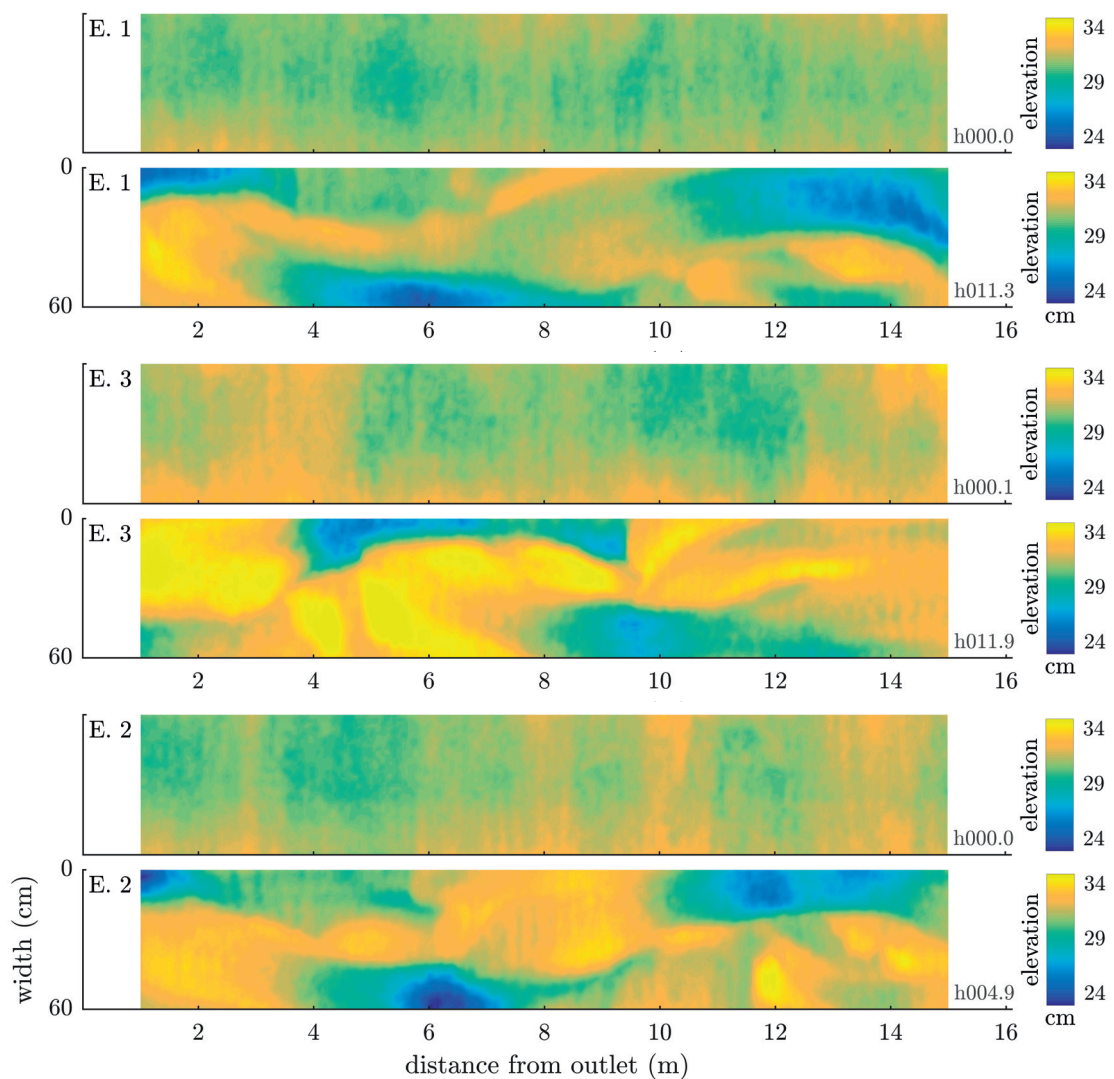 E. 1
h000.0
elevation
34
29
24
0
60
E. 1
h011.3
2 4 6 8 10 12 14 16
elevation
34
29
24
cm
E. 3
h000.1
elevation
34
29
24
0
60
E. 3
h011.9
2 4 6 8 10 12 14 16
elevation
34
29
24
cm
E. 2
h000.0
elevation
34
29
24
width (cm)
0
60
E. 2
h004.9
2 4 6 8 10 12 14 16
distance from outlet (m)
elevation
34
29
24
cm